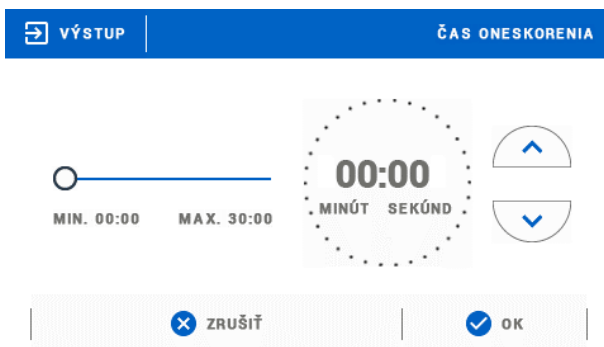 VÝSTUP
ČAS ONESKORENIA
00:00
MINÚT SEKÚND
MIN. 00:00 MAX. 30:00
ZRUŠIŤ OK